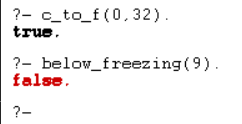 ?- c_to_f(0,32).
true.
?- below_freezing(9).
false.
?-